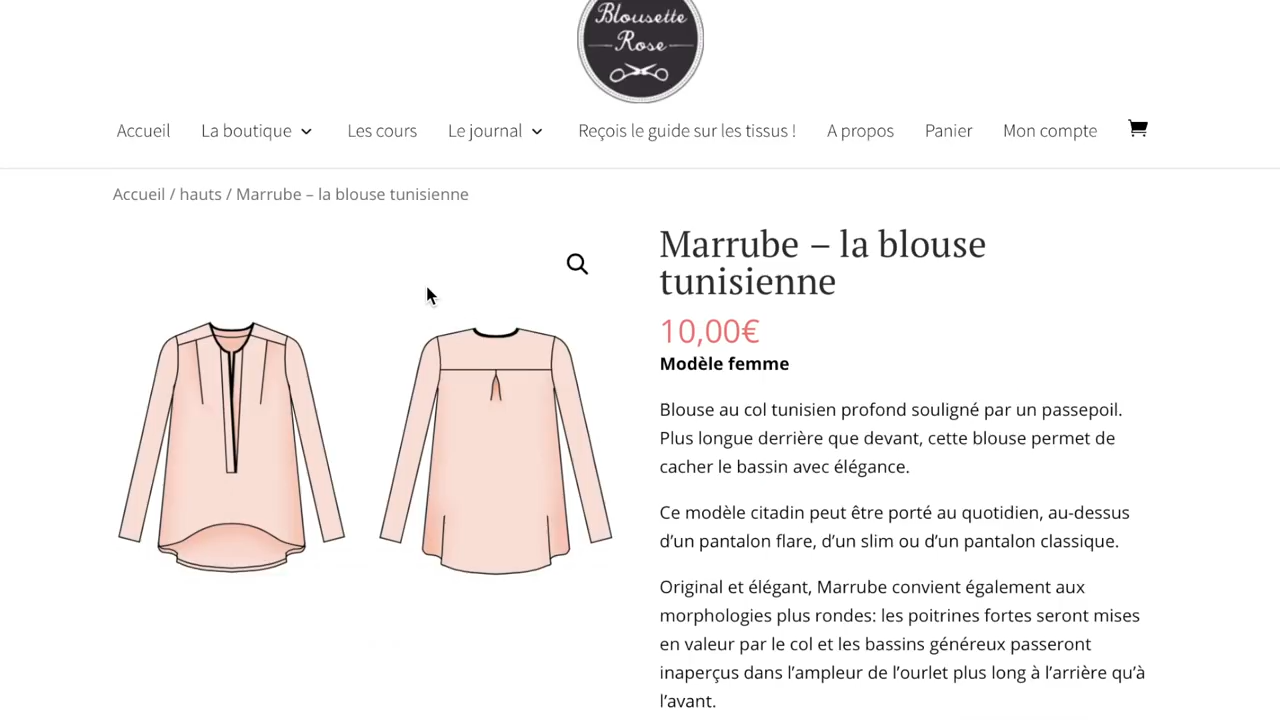 Blousette
Rose
Accueil La boutique Les cours Le journal Reçois le guide sur les tissus ! A propos Panier Mon compte
Accueil / hauts / Marrube – la blouse tunisienne
Marrube – la blouse
tunisienne
10,00€
Modèle femme
Blouse au col tunisien profond souligné par un passepoil.
Plus longue derrière que devant, cette blouse permet de
cacher le bassin avec élégance.
Ce modèle citadin peut être porté au quotidien, au-dessus
d’un pantalon flare, d’un slim ou d’un pantalon classique.
Original et élégant, Marrube convient également aux
morphologies plus rondes: les poitrines fortes seront mises
en valeur par le col et les bassins généreux passeront
inaperçus dans l’ampleur de l’ourlet plus long à l’arrière qu’à
l’avant.